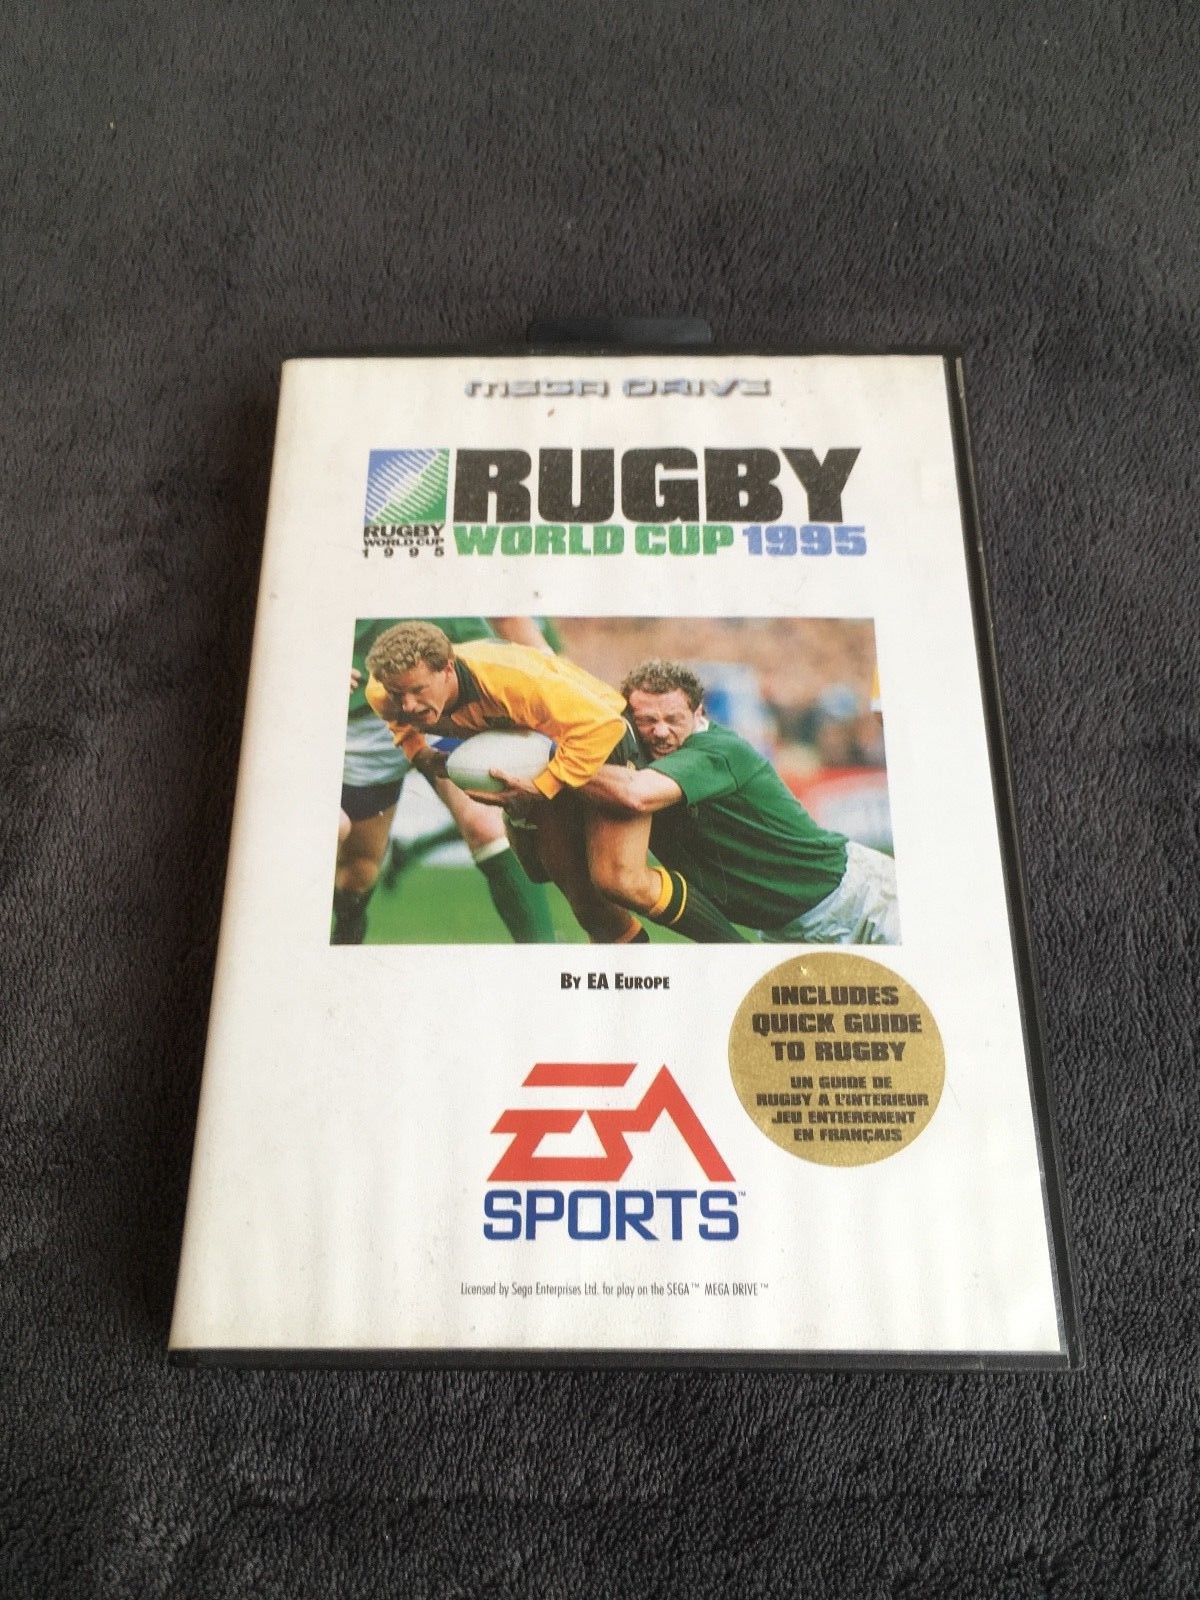 MEGA DRIVE
RUGBY
WORLD CUP 1995
RUGBY
WORLD CUP
1995
BY EA EUROPE
INCLUDES
QUICK GUIDE
TO RUGBY
UN GUIDE DE
RUGBY A L'INTERIEUR
JEU ENTIEREMENT
EN FRANÇAIS
EA
SPORTS™
Licensed by Sega Enterprises Ltd. for play on the SEGA™ MEGA DRIVE™